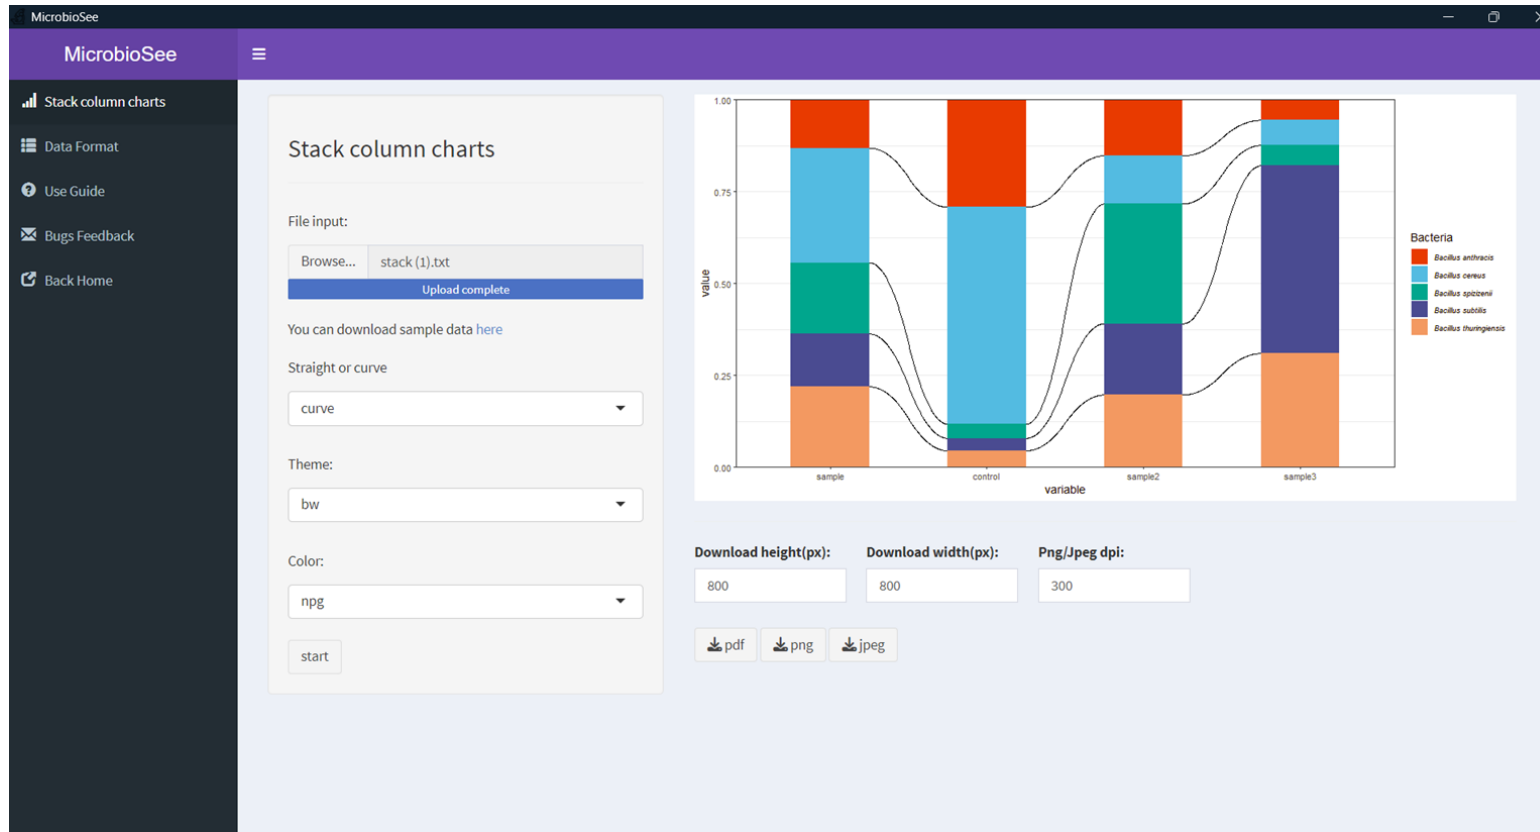 MicrobioSee
MicrobioSee
Stack column charts
Data Format
Use Guide
Bugs Feedback
Back Home
Stack column charts
File input:
Browse... stack (1).txt
Upload complete
You can download sample data here
Straight or curve
curve
Theme:
bw
Color:
npg
start
1.00
0.75
0.50
0.25
0.00
value
sample control sample2 sample3
variable
Bacteria
Bacillus anthracis
Bacillus cereus
Bacillus spizizenii
Bacillus subtilis
Bacillus thuringiensis
Download height(px): Download width(px): Png/Jpeg dpi:
800 800 300
pdf png jpeg